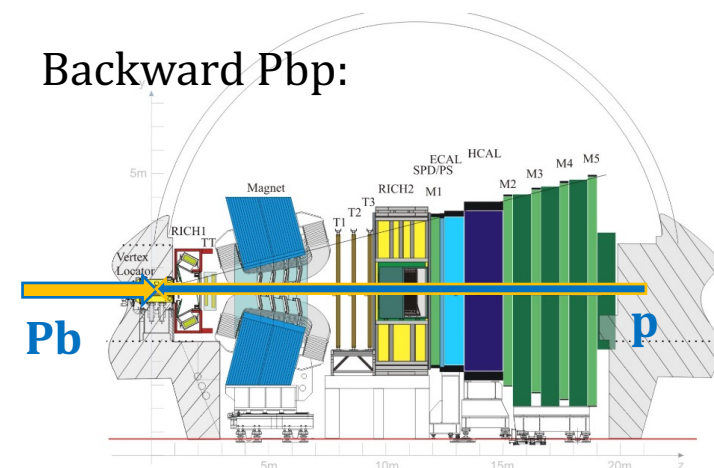 Backward Pbp:
y
5m
Magnet
RICH1
TT
Vertex
Locator
T1
T2
T3
RICH2
M1
SPD/PS
ECAL
HCAL
M2
M3
M4
M5
Pb
p
5m
10m
15m
20m
z